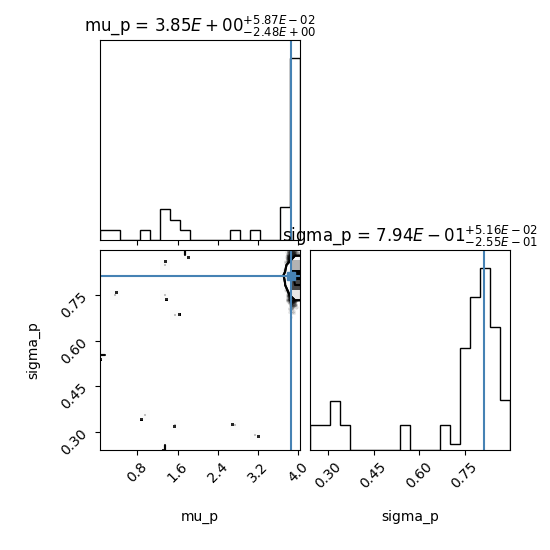 mu_p = 3.85E + 00+5.87E − 02
−2.48E + 00
sigma_p = 7.94E − 01+5.16E − 02
−2.55E − 01
sigma_p
0.75
0.60
0.45
0.30
0.8 1.6 2.4 3.2 4.0
0.30 0.45 0.60 0.75
mu_p
sigma_p